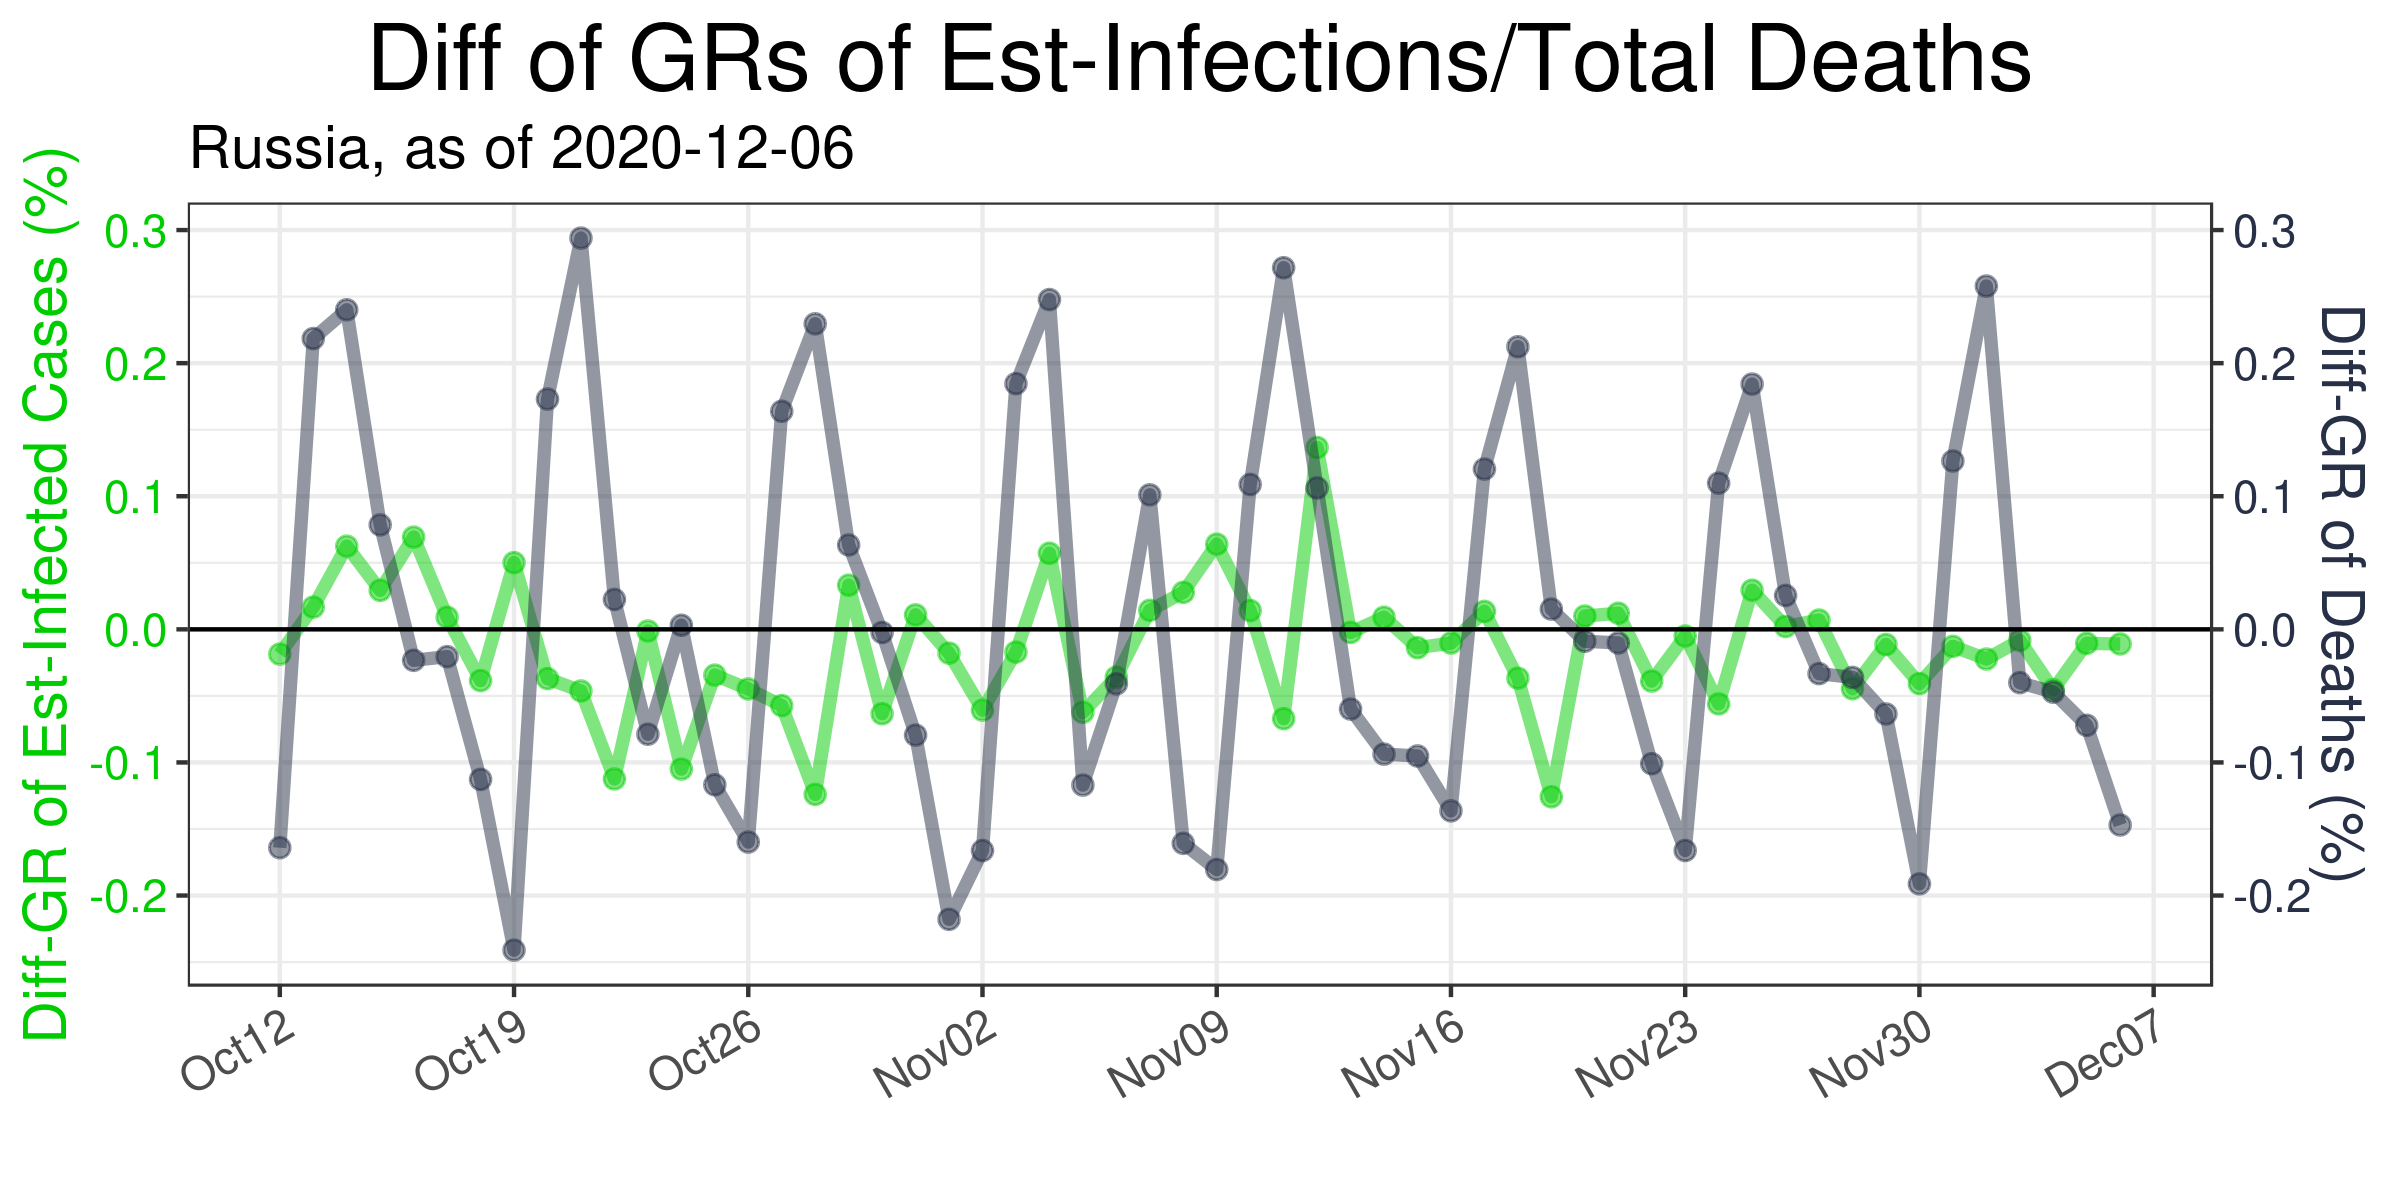 Diff of GRs of Est-Infections/Total Deaths
Russia, as of 2020-12-06
Diff-GR of Est-Infected Cases (%)
0.3
0.2
0.1
0.0
-0.1
-0.2
0.3
0.2
0.1
0.0
-0.1
-0.2
Diff-GR of Deaths (%)
Oct12
Oct19
Oct26
Nov02
Nov09
Nov16
Nov23
Nov30
Dec07